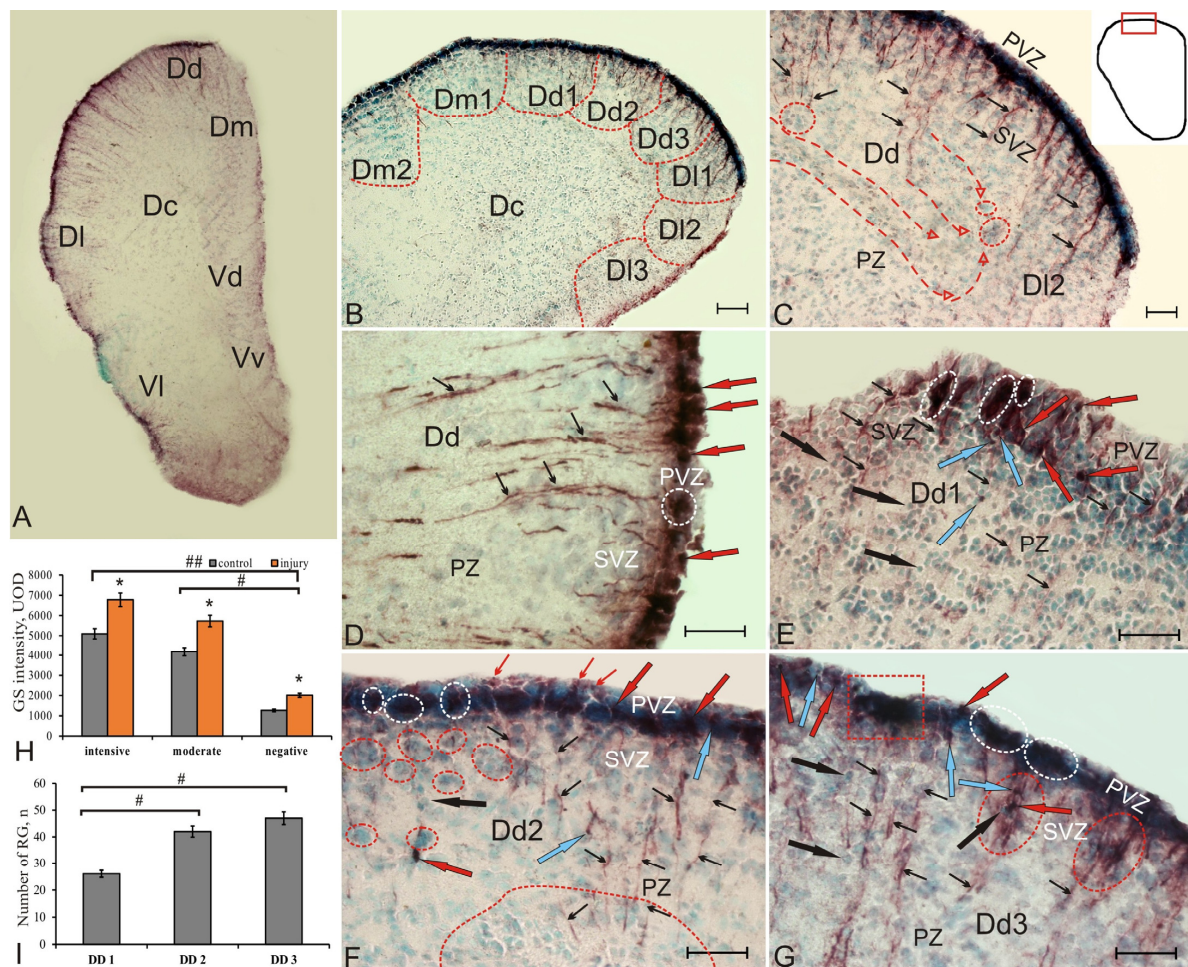 Dd
Dm
Dc
Dl
Vd
Vv
Vl
A
Dm1
Dd1
Dd2
Dd3
Dm2
Dl1
Dc
Dl2
Dl3
B
PVZ
SVZ
Dd
PZ
Dl2
C
Dd
PVZ
PZ
SVZ
D
SVZ
PVZ
Dd1
PZ
E
PVZ
SVZ
Dd2
PZ
F
PVZ
SVZ
Dd3
PZ
G
## control injury
* # * *
GS intensity, UOD
8000
7000
6000
5000
4000
3000
2000
1000
0
intensive moderate negative
H
#
#
Number of RG, n
60
50
40
30
20
10
0
DD 1 DD 2 DD 3
I